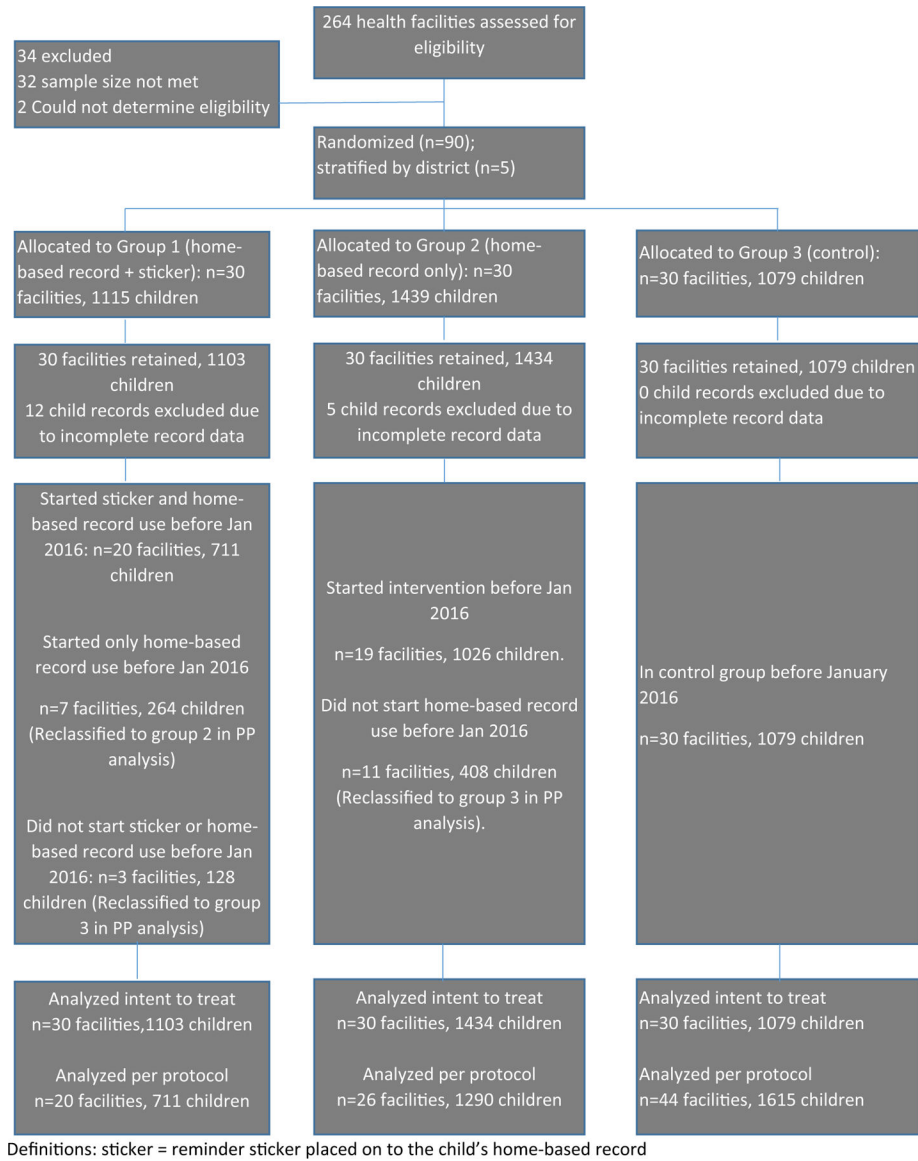 264 health facilities assessed for
eligibility
34 excluded
32 sample size not met
2 Could not determine eligibility
Randomized (n=90);
stratified by district (n=5)
Allocated to Group 1 (home-
based record + sticker): n=30
facilities, 1115 children
Allocated to Group 2 (home-
based record only): n=30
facilities, 1439 children
Allocated to Group 3 (control):
n=30 facilities, 1079 children
30 facilities retained, 1103
children
12 child records excluded due
to incomplete record data
30 facilities retained, 1434
children
5 child records excluded due to
incomplete record data
30 facilities retained, 1079 children
0 child records excluded due to
incomplete record data
Started sticker and home-
based record use before Jan
2016: n=20 facilities, 711
children
Started only home-based
record use before Jan 2016
n=7 facilities, 264 children
(Reclassified to group 2 in PP
analysis)
Did not start sticker or home-
based record use before Jan
2016: n=3 facilities, 128
children (Reclassified to group
3 in PP analysis)
Started intervention before Jan
2016
n=19 facilities, 1026 children.
Did not start home-based record
use before Jan 2016
n=11 facilities, 408 children
(Reclassified to group 3 in PP
analysis).
In control group before January
2016
n=30 facilities, 1079 children
Analyzed intent to treat
n=30 facilities,1103 children
Analyzed per protocol
n=20 facilities, 711 children
Analyzed intent to treat
n=30 facilities, 1434 children
Analyzed per protocol
n=26 facilities, 1290 children
Analyzed intent to treat
n=30 facilities, 1079 children
Analyzed per protocol
n=44 facilities, 1615 children
Definitions: sticker = reminder sticker placed on to the child's home-based record